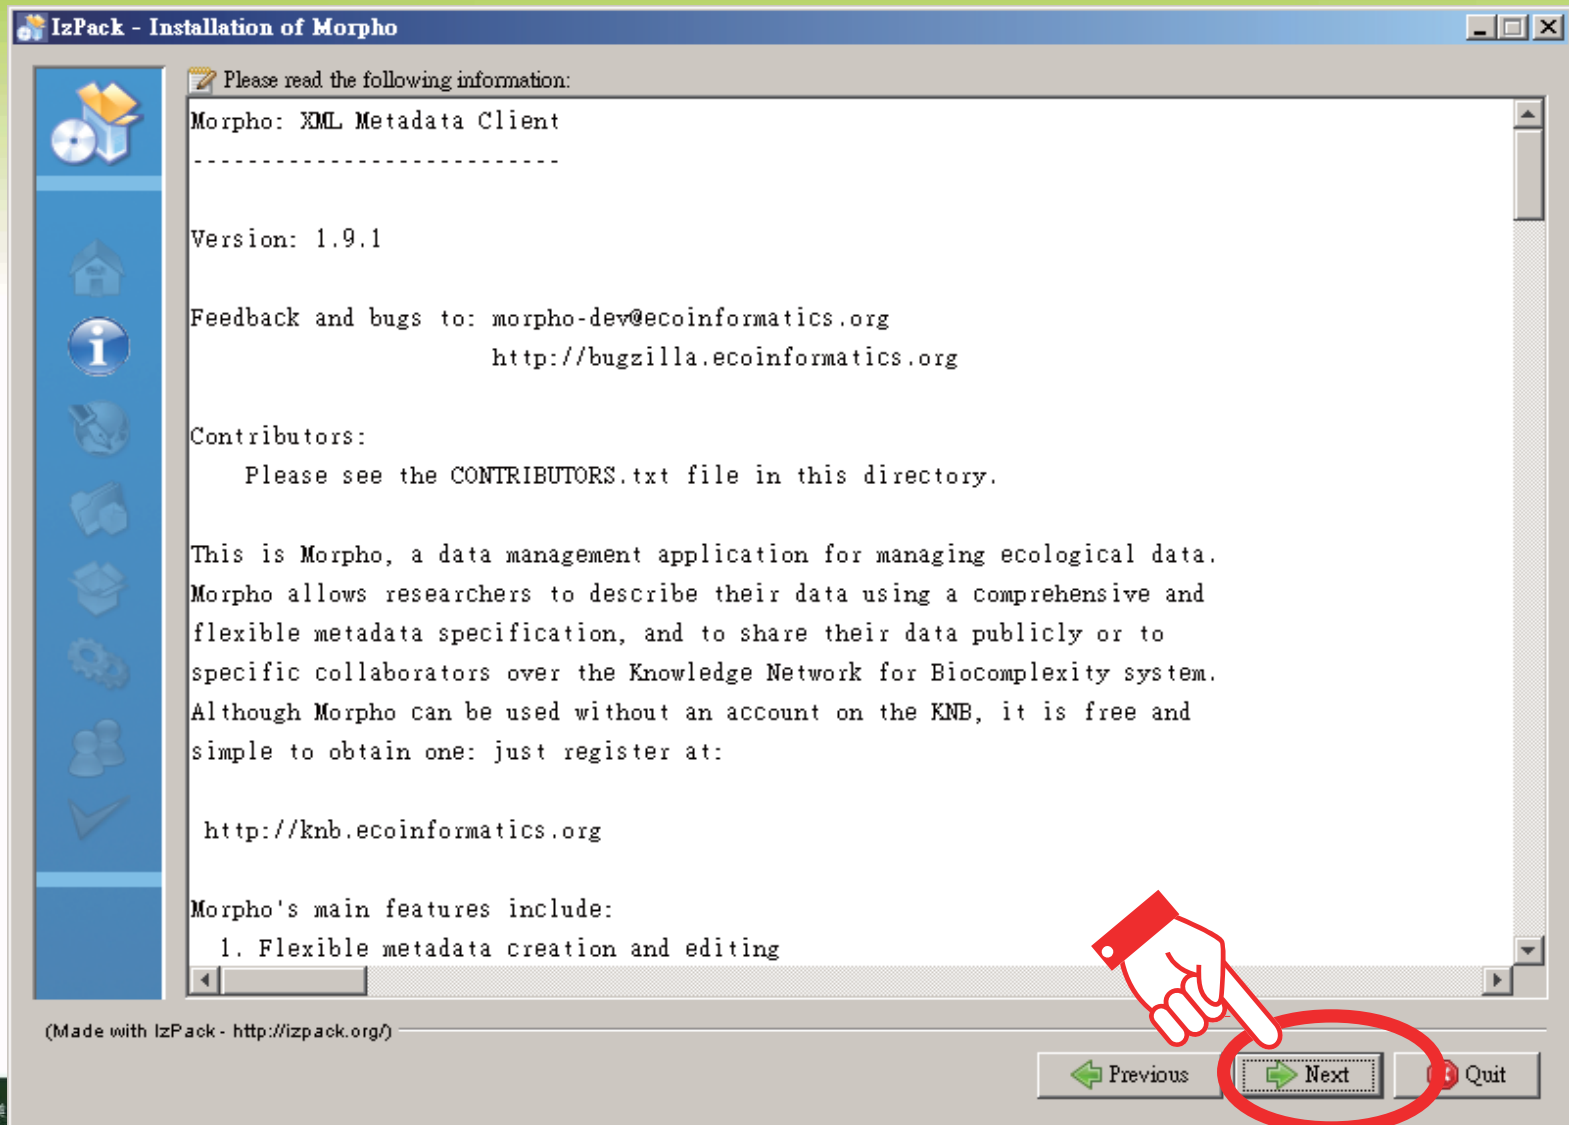 IzPack - Installation of Morpho
Please read the following information:
Morpho: XML Metadata Client
---------------------------
Version: 1.9.1
Feedback and bugs to: morpho-dev@ecoinformatics.org
http://bugzilla.ecoinformatics.org
Contributors:
Please see the CONTRIBUTORS.txt file in this directory.
This is Morpho, a data management application for managing ecological data.
Morpho allows researchers to describe their data using a comprehensive and
flexible metadata specification, and to share their data publicly or to
specific collaborators over the Knowledge Network for Biocomplexity system.
Although Morpho can be used without an account on the KNB, it is free and
simple to obtain one: just register at:
http://knb.ecoinformatics.org
Morpho's main features include:
1. Flexible metadata creation and editing
(Made with IzPack - http://izpack.org/)
Previous
Next
Quit